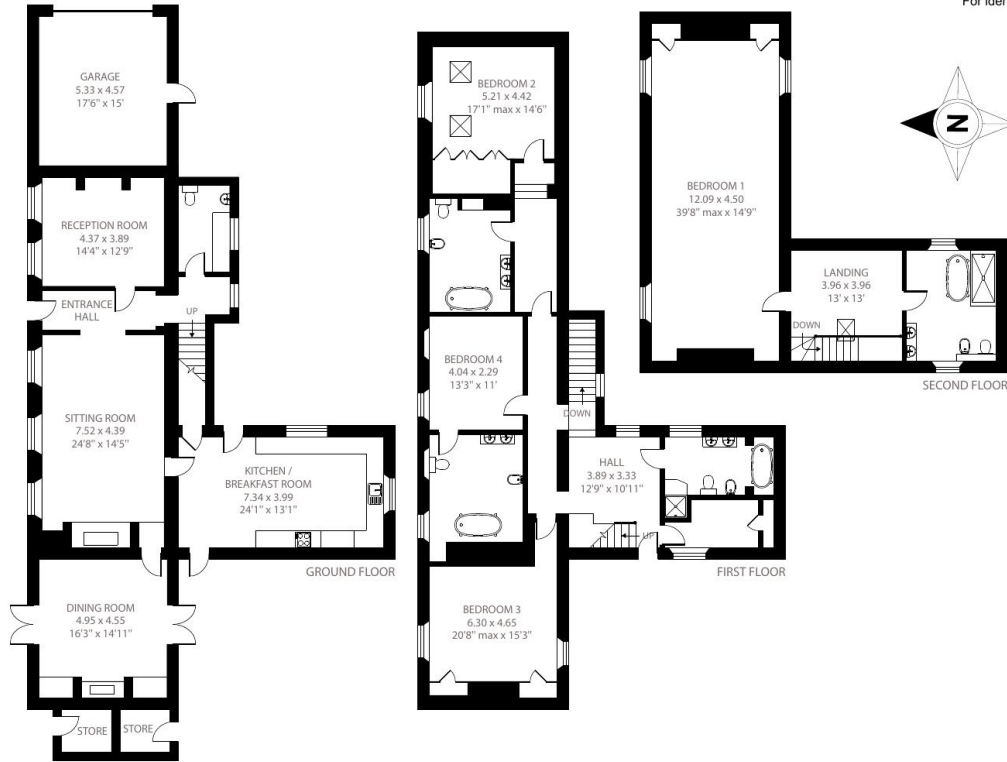 For iden
GARAGE
5.33 x 4.57
17'6" x 15'
RECEPTION ROOM
4.37 x 3.89
14'4" x 12'9"
ENTRANCE
HALL
UP
SITTING ROOM
7.52 x 4.39
24'8" x 14'5"
KITCHEN /
BREAKFAST ROOM
7.34 x 3.99
24'1" x 13'1"
GROUND FLOOR
DINING ROOM
4.95 x 4.55
16'3" x 14'11"
STORE
STORE
BEDROOM 2
5.21 x 4.42
17'1" max x 14'6"
BEDROOM 4
4.04 x 2.29
13'3" x 11'
DOWN
HALL
3.89 x 3.33
12'9" x 10'11"
UP
FIRST FLOOR
BEDROOM 3
6.30 x 4.65
20'8" max x 15'3"
BEDROOM 1
12.09 x 4.50
39'8" max x 14'9"
LANDING
3.96 x 3.96
13' x 13'
DOWN
SECOND FLOOR
N